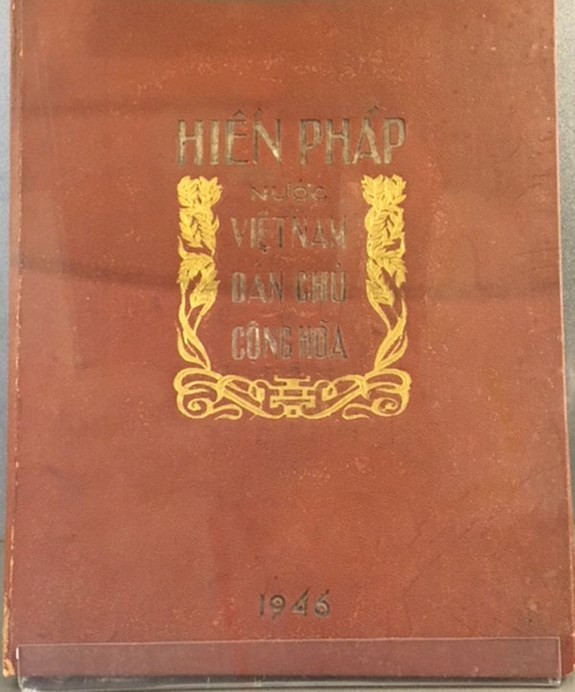 HIẾN PHÁP
NƯỚC
VIỆT NAM
DÂN CHỦ
CỘNG HÒA
1946